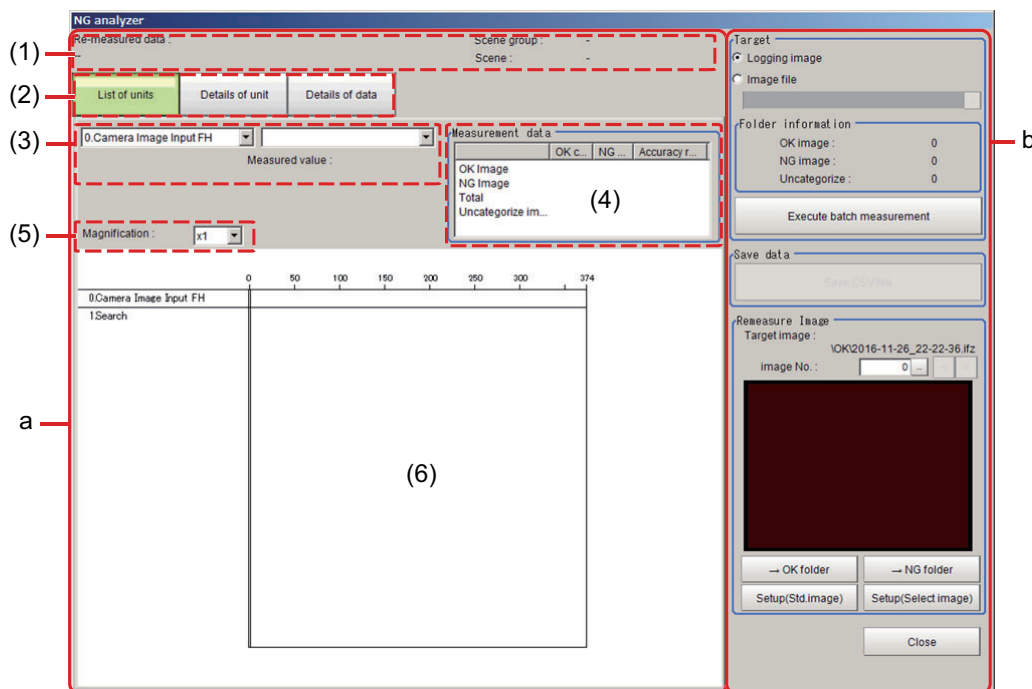 NG analyzer
(1)
Re-measured data :
–
Scene group : -
Scene : -
(2)
List of units
Details of unit
Details of data
(3)
0.Camera Image Input FH
Measured value :
Measurement data
OK c... NG ... Accuracy r...
OK Image
NG Image
Total
Uncategorize im...
(4)
(5)
Magnification : x1
0 50 100 150 200 250 300 374
0.Camera Image Input FH
1.Search
(6)
a
b
Target
Logging image
Image file
Folder information
OK image : 0
NG image : 0
Uncategorize : 0
Execute batch measurement
Save data
Save CSV file
Remeasure Image
Target image :
\OK\2016-11-26_22-22-36.ifz
image No. : 0 ... < >
→ OK folder
→ NG folder
Setup(Std.image)
Setup(Select image)
Close